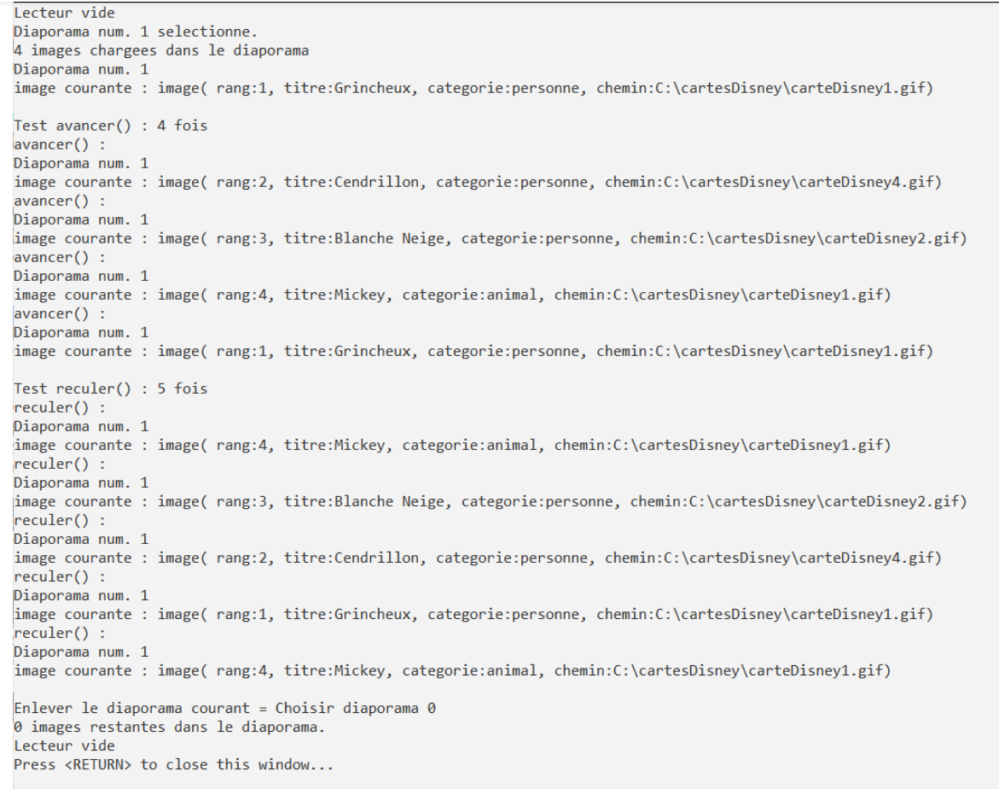 Lecteur vide
Diaporama num. 1 selectionne.
4 images chargees dans le diaporama
Diaporama num. 1
image courante : image( rang:1, titre:Grincheux, categorie:personne, chemin:C:\cartesDisney\carteDisney1.gif)
Test avancer() : 4 fois
avancer() :
Diaporama num. 1
image courante : image( rang:2, titre:Cendrillon, categorie:personne, chemin:C:\cartesDisney\carteDisney4.gif)
avancer() :
Diaporama num. 1
image courante : image( rang:3, titre:Blanche Neige, categorie:personne, chemin:C:\cartesDisney\carteDisney2.gif)
avancer() :
Diaporama num. 1
image courante : image( rang:4, titre:Mickey, categorie:animal, chemin:C:\cartesDisney\carteDisney1.gif)
avancer() :
Diaporama num. 1
image courante : image( rang:1, titre:Grincheux, categorie:personne, chemin:C:\cartesDisney\carteDisney1.gif)
Test reculer() : 5 fois
reculer() :
Diaporama num. 1
image courante : image( rang:4, titre:Mickey, categorie:animal, chemin:C:\cartesDisney\carteDisney1.gif)
reculer() :
Diaporama num. 1
image courante : image( rang:3, titre:Blanche Neige, categorie:personne, chemin:C:\cartesDisney\carteDisney2.gif)
reculer() :
Diaporama num. 1
image courante : image( rang:2, titre:Cendrillon, categorie:personne, chemin:C:\cartesDisney\carteDisney4.gif)
reculer() :
Diaporama num. 1
image courante : image( rang:1, titre:Grincheux, categorie:personne, chemin:C:\cartesDisney\carteDisney1.gif)
reculer() :
Diaporama num. 1
image courante : image( rang:4, titre:Mickey, categorie:animal, chemin:C:\cartesDisney\carteDisney1.gif)
Enlever le diaporama courant = Choisir diaporama 0
0 images restantes dans le diaporama.
Lecteur vide
Press <RETURN> to close this window...